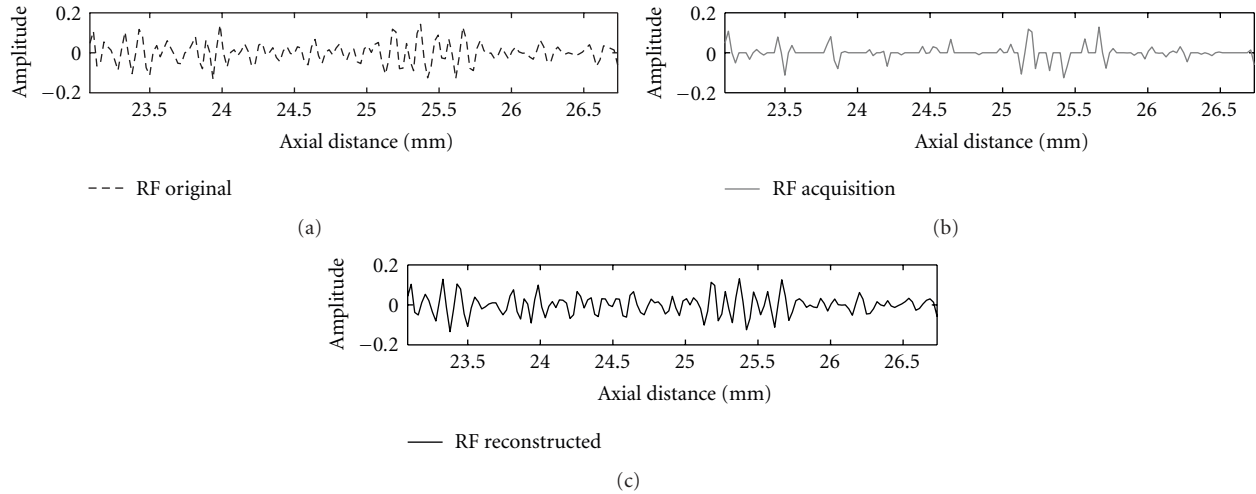 0.2
0
−0.2
Amplitude
23.5 24 24.5 25 25.5 26 26.5
Axial distance (mm)
RF original
(a)
0.2
0
−0.2
Amplitude
23.5 24 24.5 25 25.5 26 26.5
Axial distance (mm)
RF acquisition
(b)
0.2
0
−0.2
Amplitude
23.5 24 24.5 25 25.5 26 26.5
Axial distance (mm)
RF reconstructed
(c)